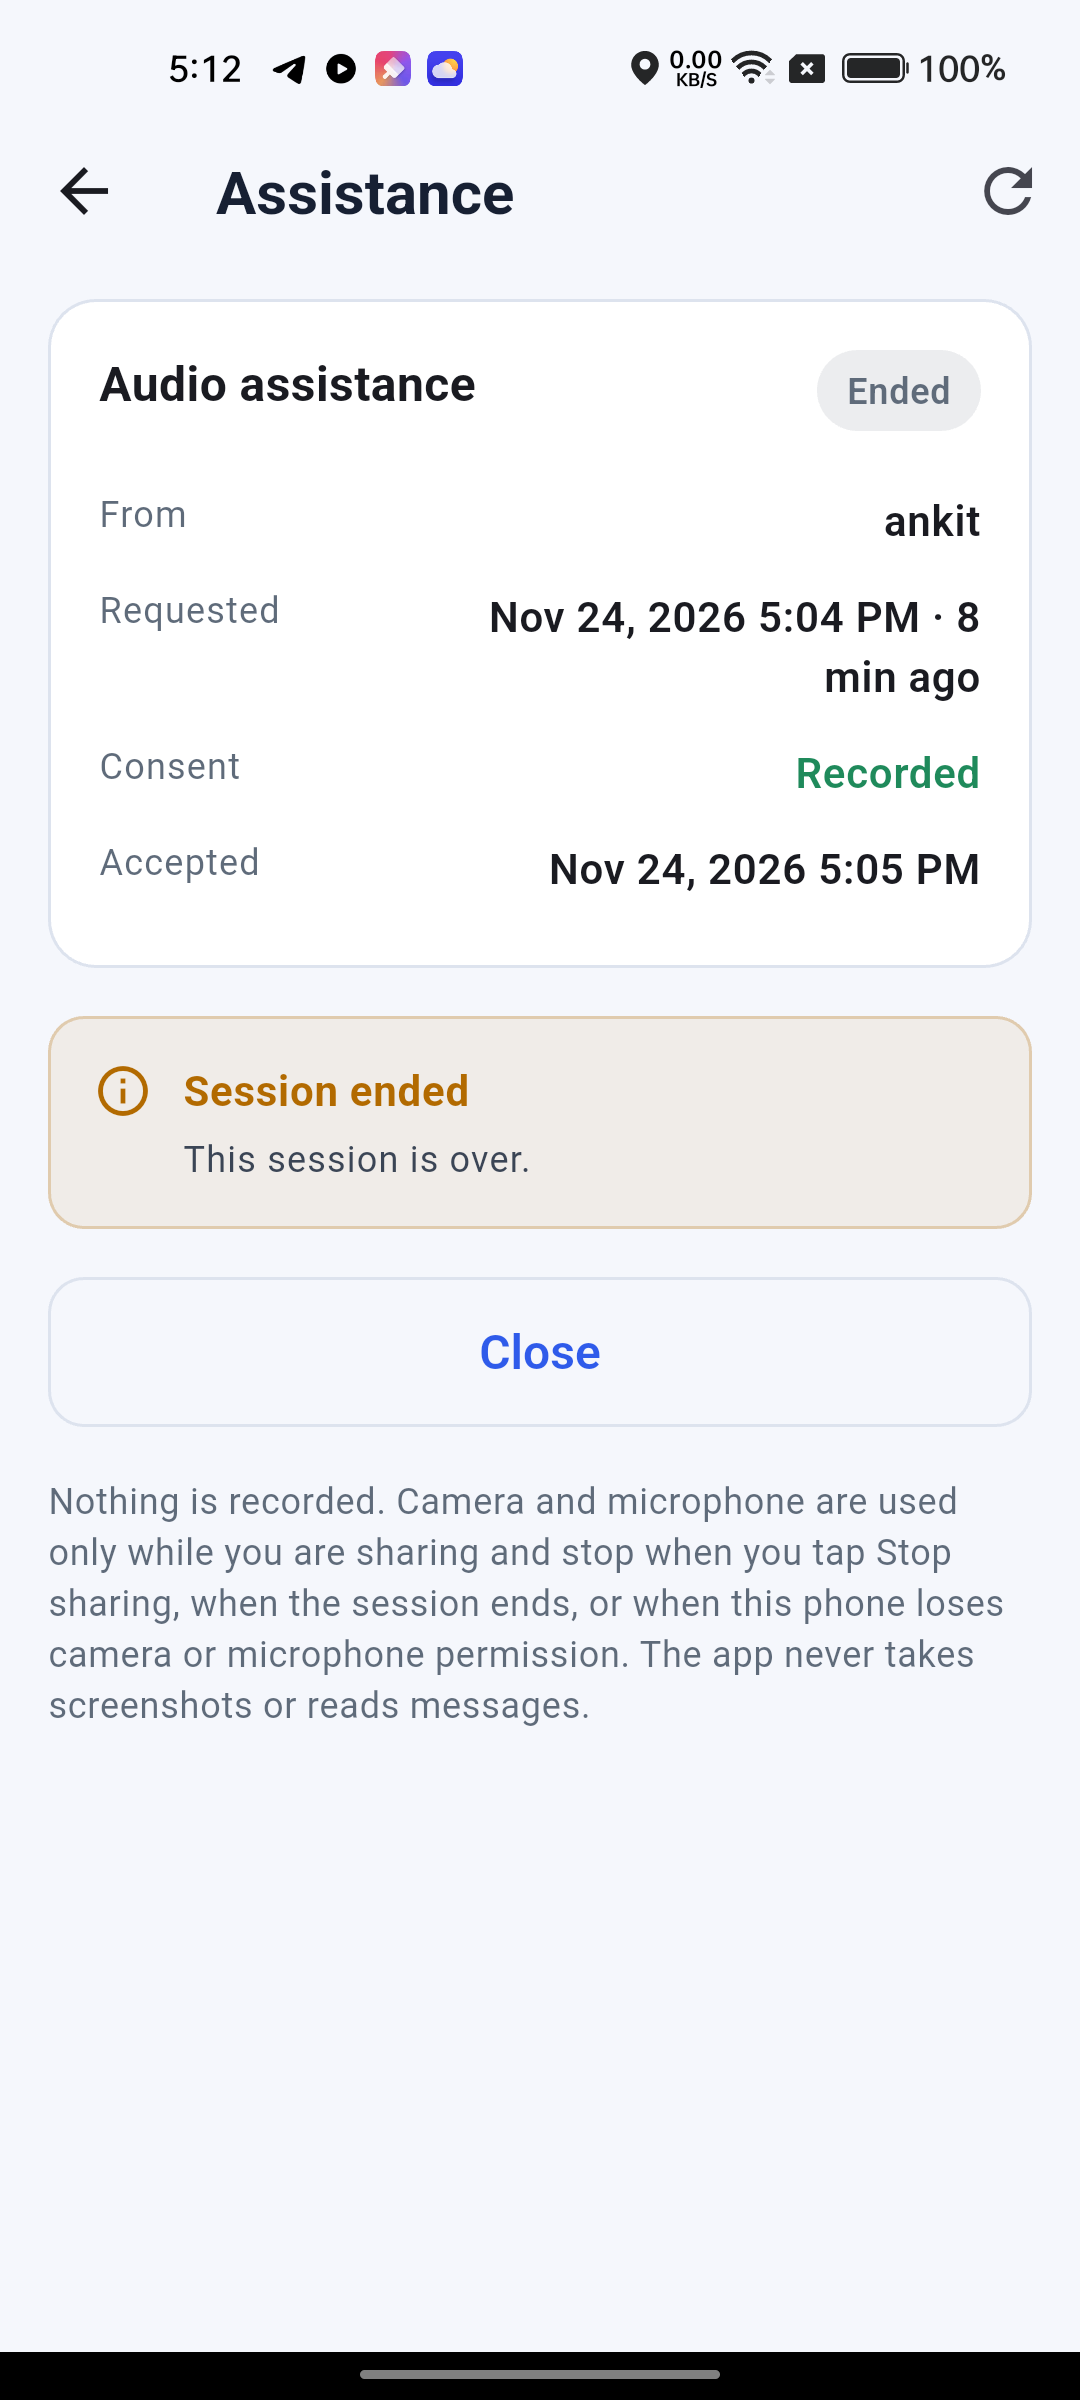 5:12
0.00
KB/S
100%
Assistance
Audio assistance
Ended
From
ankit
Requested
Nov 24, 2026 5:04 PM · 8
min ago
Consent
Recorded
Accepted
Nov 24, 2026 5:05 PM
Session ended
This session is over.
Close
Nothing is recorded. Camera and microphone are used
only while you are sharing and stop when you tap Stop
sharing, when the session ends, or when this phone loses
camera or microphone permission. The app never takes
screenshots or reads messages.